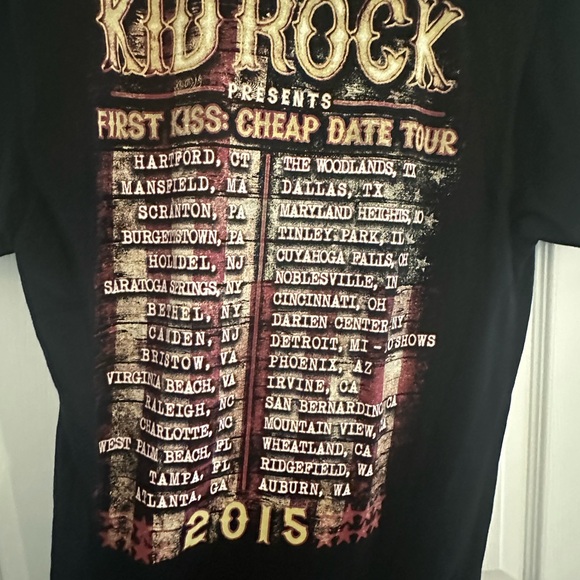 KID ROCK
PRESENTS
FIRST KISS: CHEAP DATE TOUR
HARTFORD, CT
MANSFIELD, MA
SCRANTON, PA
BURGETTSTOWN, PA
HOLMDEL, NJ
SARATOGA SPRINGS, NY
BETHEL, NY
CAMDEN, NJ
BRISTOW, VA
VIRGINIA BEACH, VA
RALEIGH, NC
CHARLOTTE, NC
WEST PALM BEACH, FL
TAMPA, FL
ATLANTA, GA
THE WOODLANDS, TX
DALLAS, TX
MARYLAND HEIGHTS, MO
TINLEY PARK, IL
CUYAHOGA FALLS, OH
NOBLESVILLE, IN
CINCINNATI, OH
DARIEN CENTER, NY
DETROIT, MI - SHOWS
PHOENIX, AZ
IRVINE, CA
SAN BERNARDINO, CA
MOUNTAIN VIEW, CA
WHEATLAND, CA
RIDGEFIELD, WA
AUBURN, WA
2015